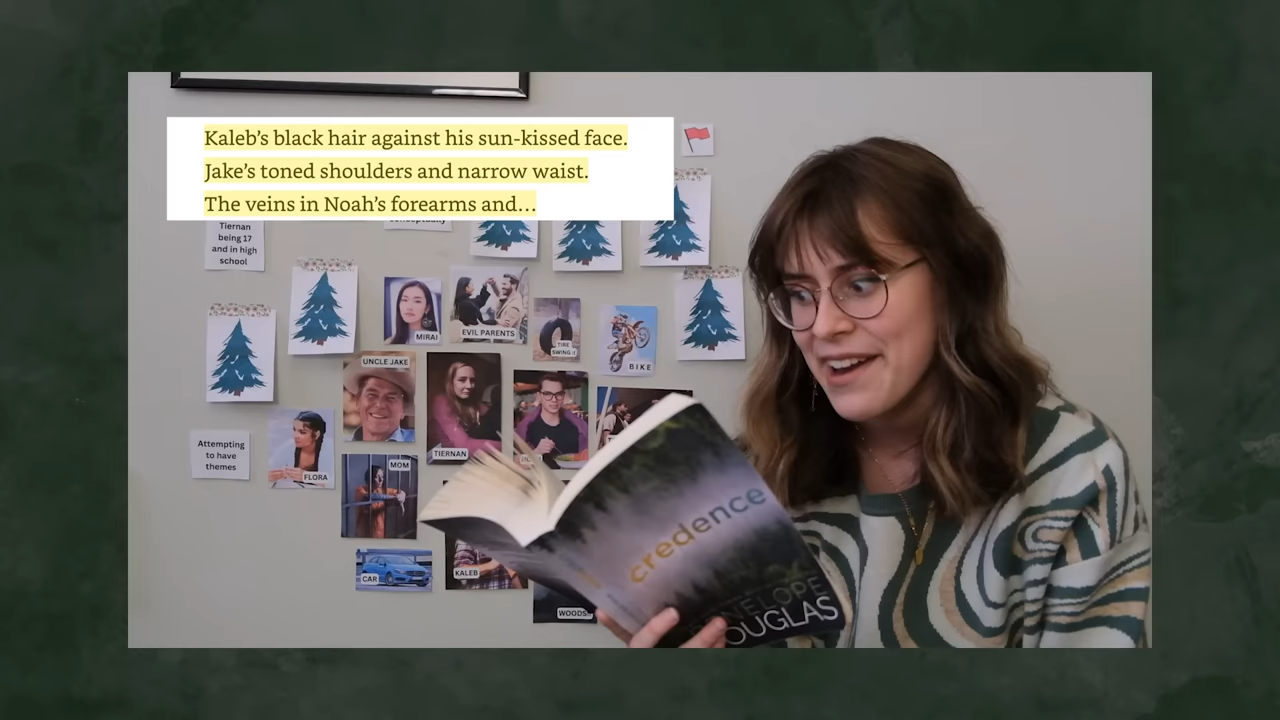 Kaleb’s black hair against his sun-kissed face.
Jake’s toned shoulders and narrow waist.
The veins in Noah’s forearms and…
Tiernan
being 17
and in high
school
MIRAI
EVIL PARENTS
TIRE
SWING :(
BIKE
UNCLE JAKE
TIERNAN
Attempting
to have
themes
FLORA
MOM
CAR
KALEB
WOODS
credence
PENELOPE
DOUGLAS